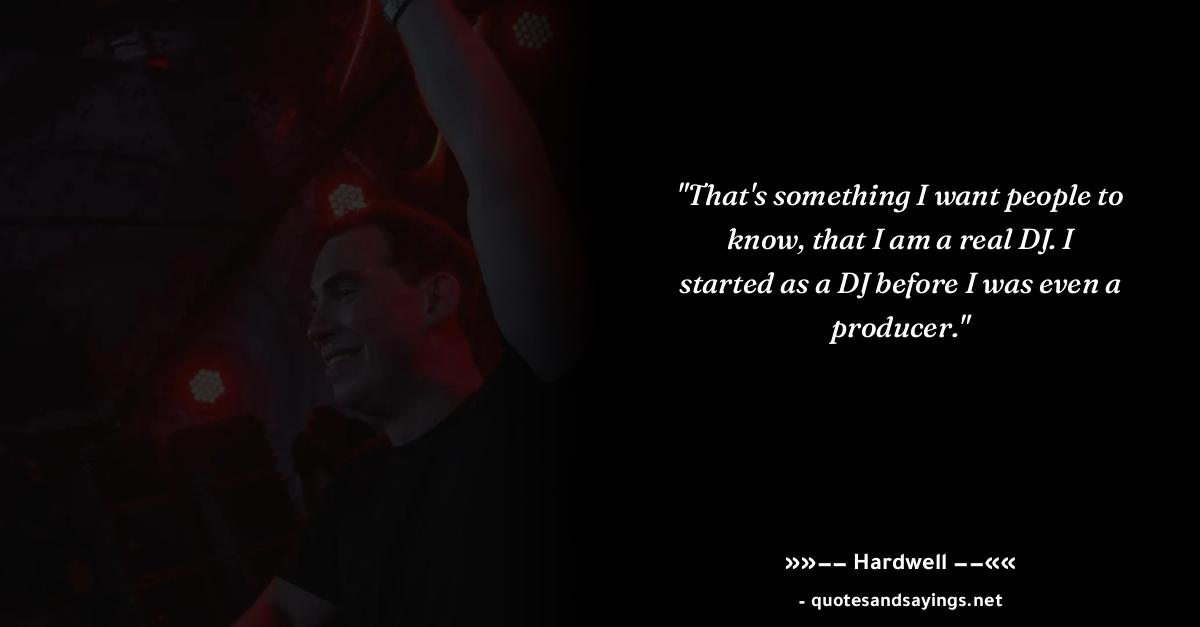 "That's something I want people to
know, that I am a real DJ. I
started as a DJ before I was even a
producer."
»»−− Hardwell −−««
- quotesandsayings.net